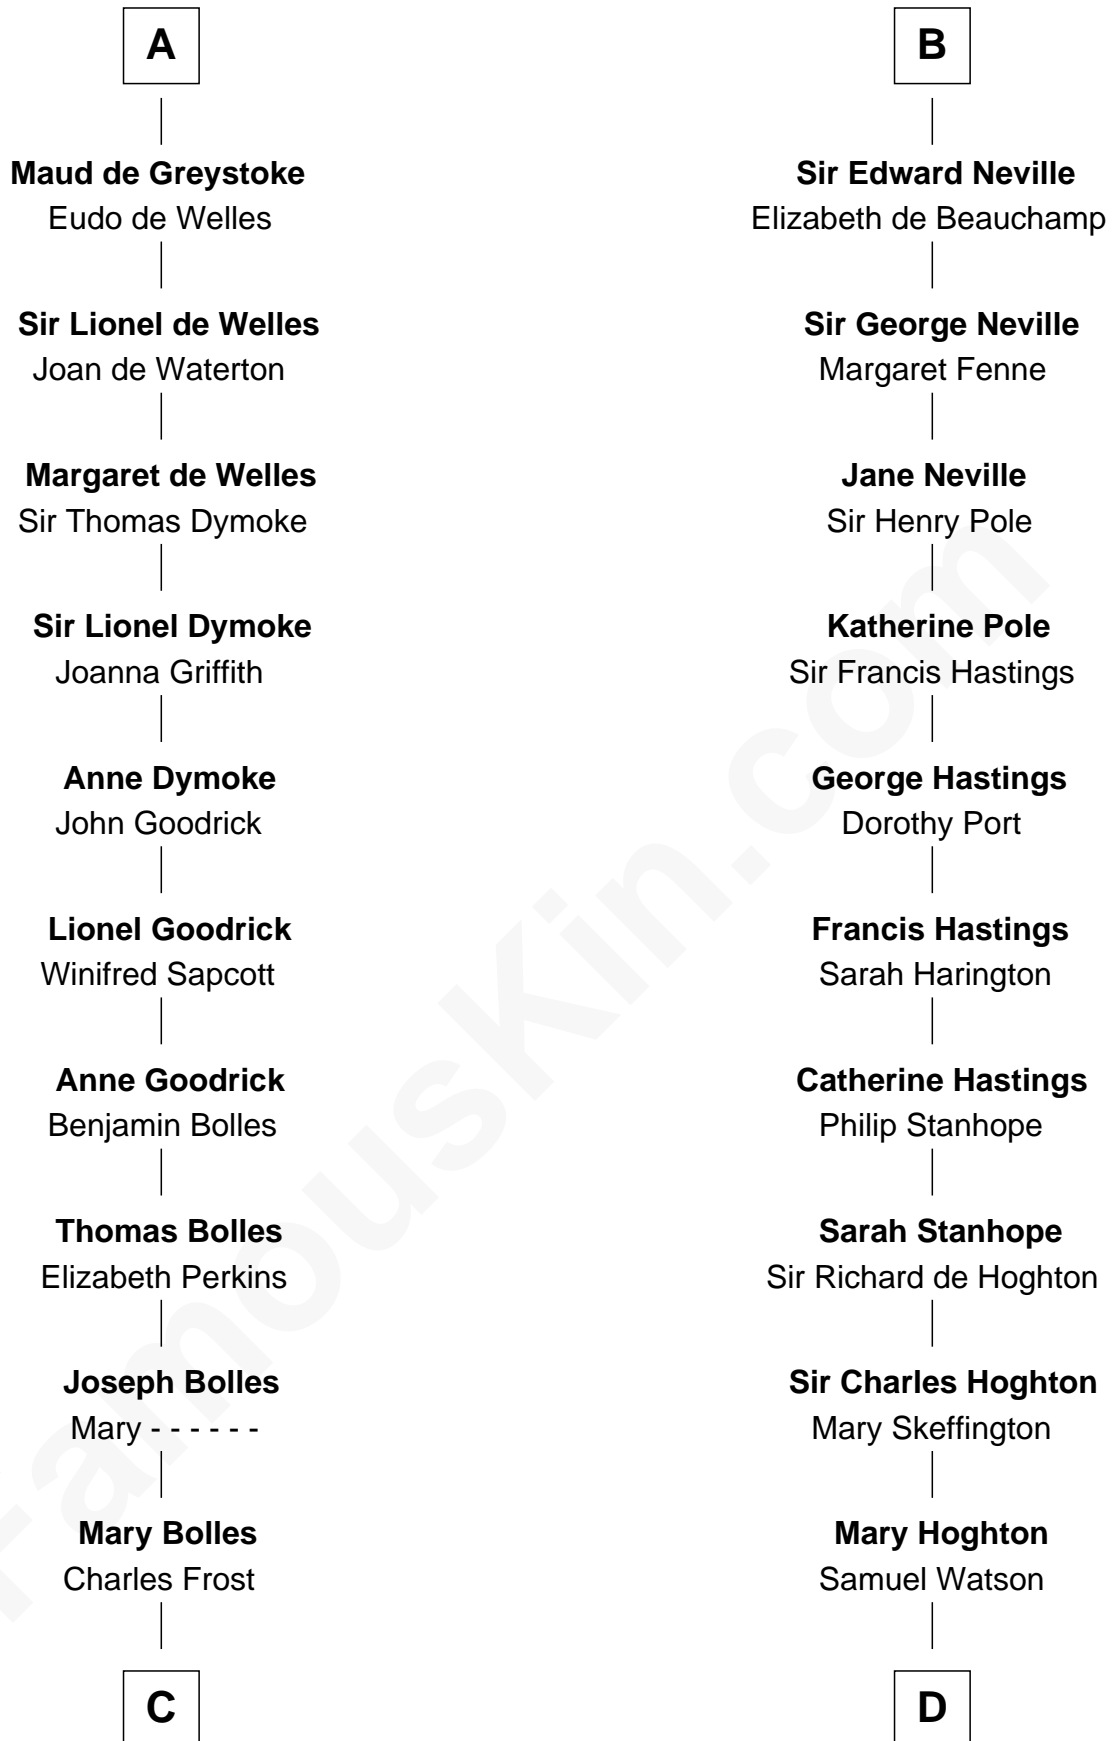 A
Maud de Greystoke
Eudo de Welles
Sir Lionel de Welles
Joan de Waterton
Margaret de Welles
Sir Thomas Dymoke
Sir Lionel Dymoke
Joanna Griffith
Anne Dymoke
John Goodrick
Lionel Goodrick
Winifred Sapcott
Anne Goodrick
Benjamin Bolles
Thomas Bolles
Elizabeth Perkins
Joseph Bolles
Mary - - - - - -
Mary Bolles
Charles Frost
C
B
Sir Edward Neville
Elizabeth de Beauchamp
Sir George Neville
Margaret Fenne
Jane Neville
Sir Henry Pole
Katherine Pole
Sir Francis Hastings
George Hastings
Dorothy Port
Francis Hastings
Sarah Harington
Catherine Hastings
Philip Stanhope
Sarah Stanhope
Sir Richard de Hoghton
Sir Charles Hoghton
Mary Skeffington
Mary Hoghton
Samuel Watson
D
FamousKin.com